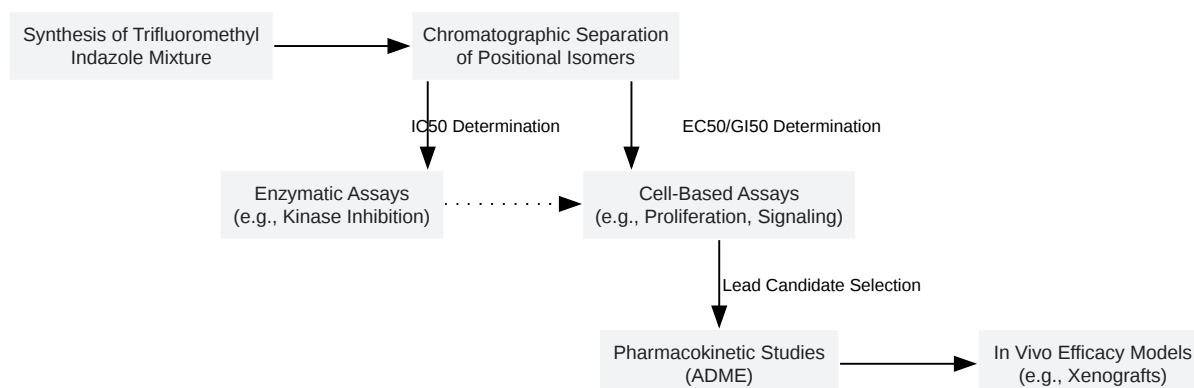 Synthesis of Trifluoromethyl
Indazole Mixture
Chromatographic Separation
of Positional Isomers
IC50 Determination
EC50/GI50 Determination
Enzymatic Assays
(e.g., Kinase Inhibition)
Cell-Based Assays
(e.g., Proliferation, Signaling)
Lead Candidate Selection
Pharmacokinetic Studies
(ADME)
In Vivo Efficacy Models
(e.g., Xenografts)